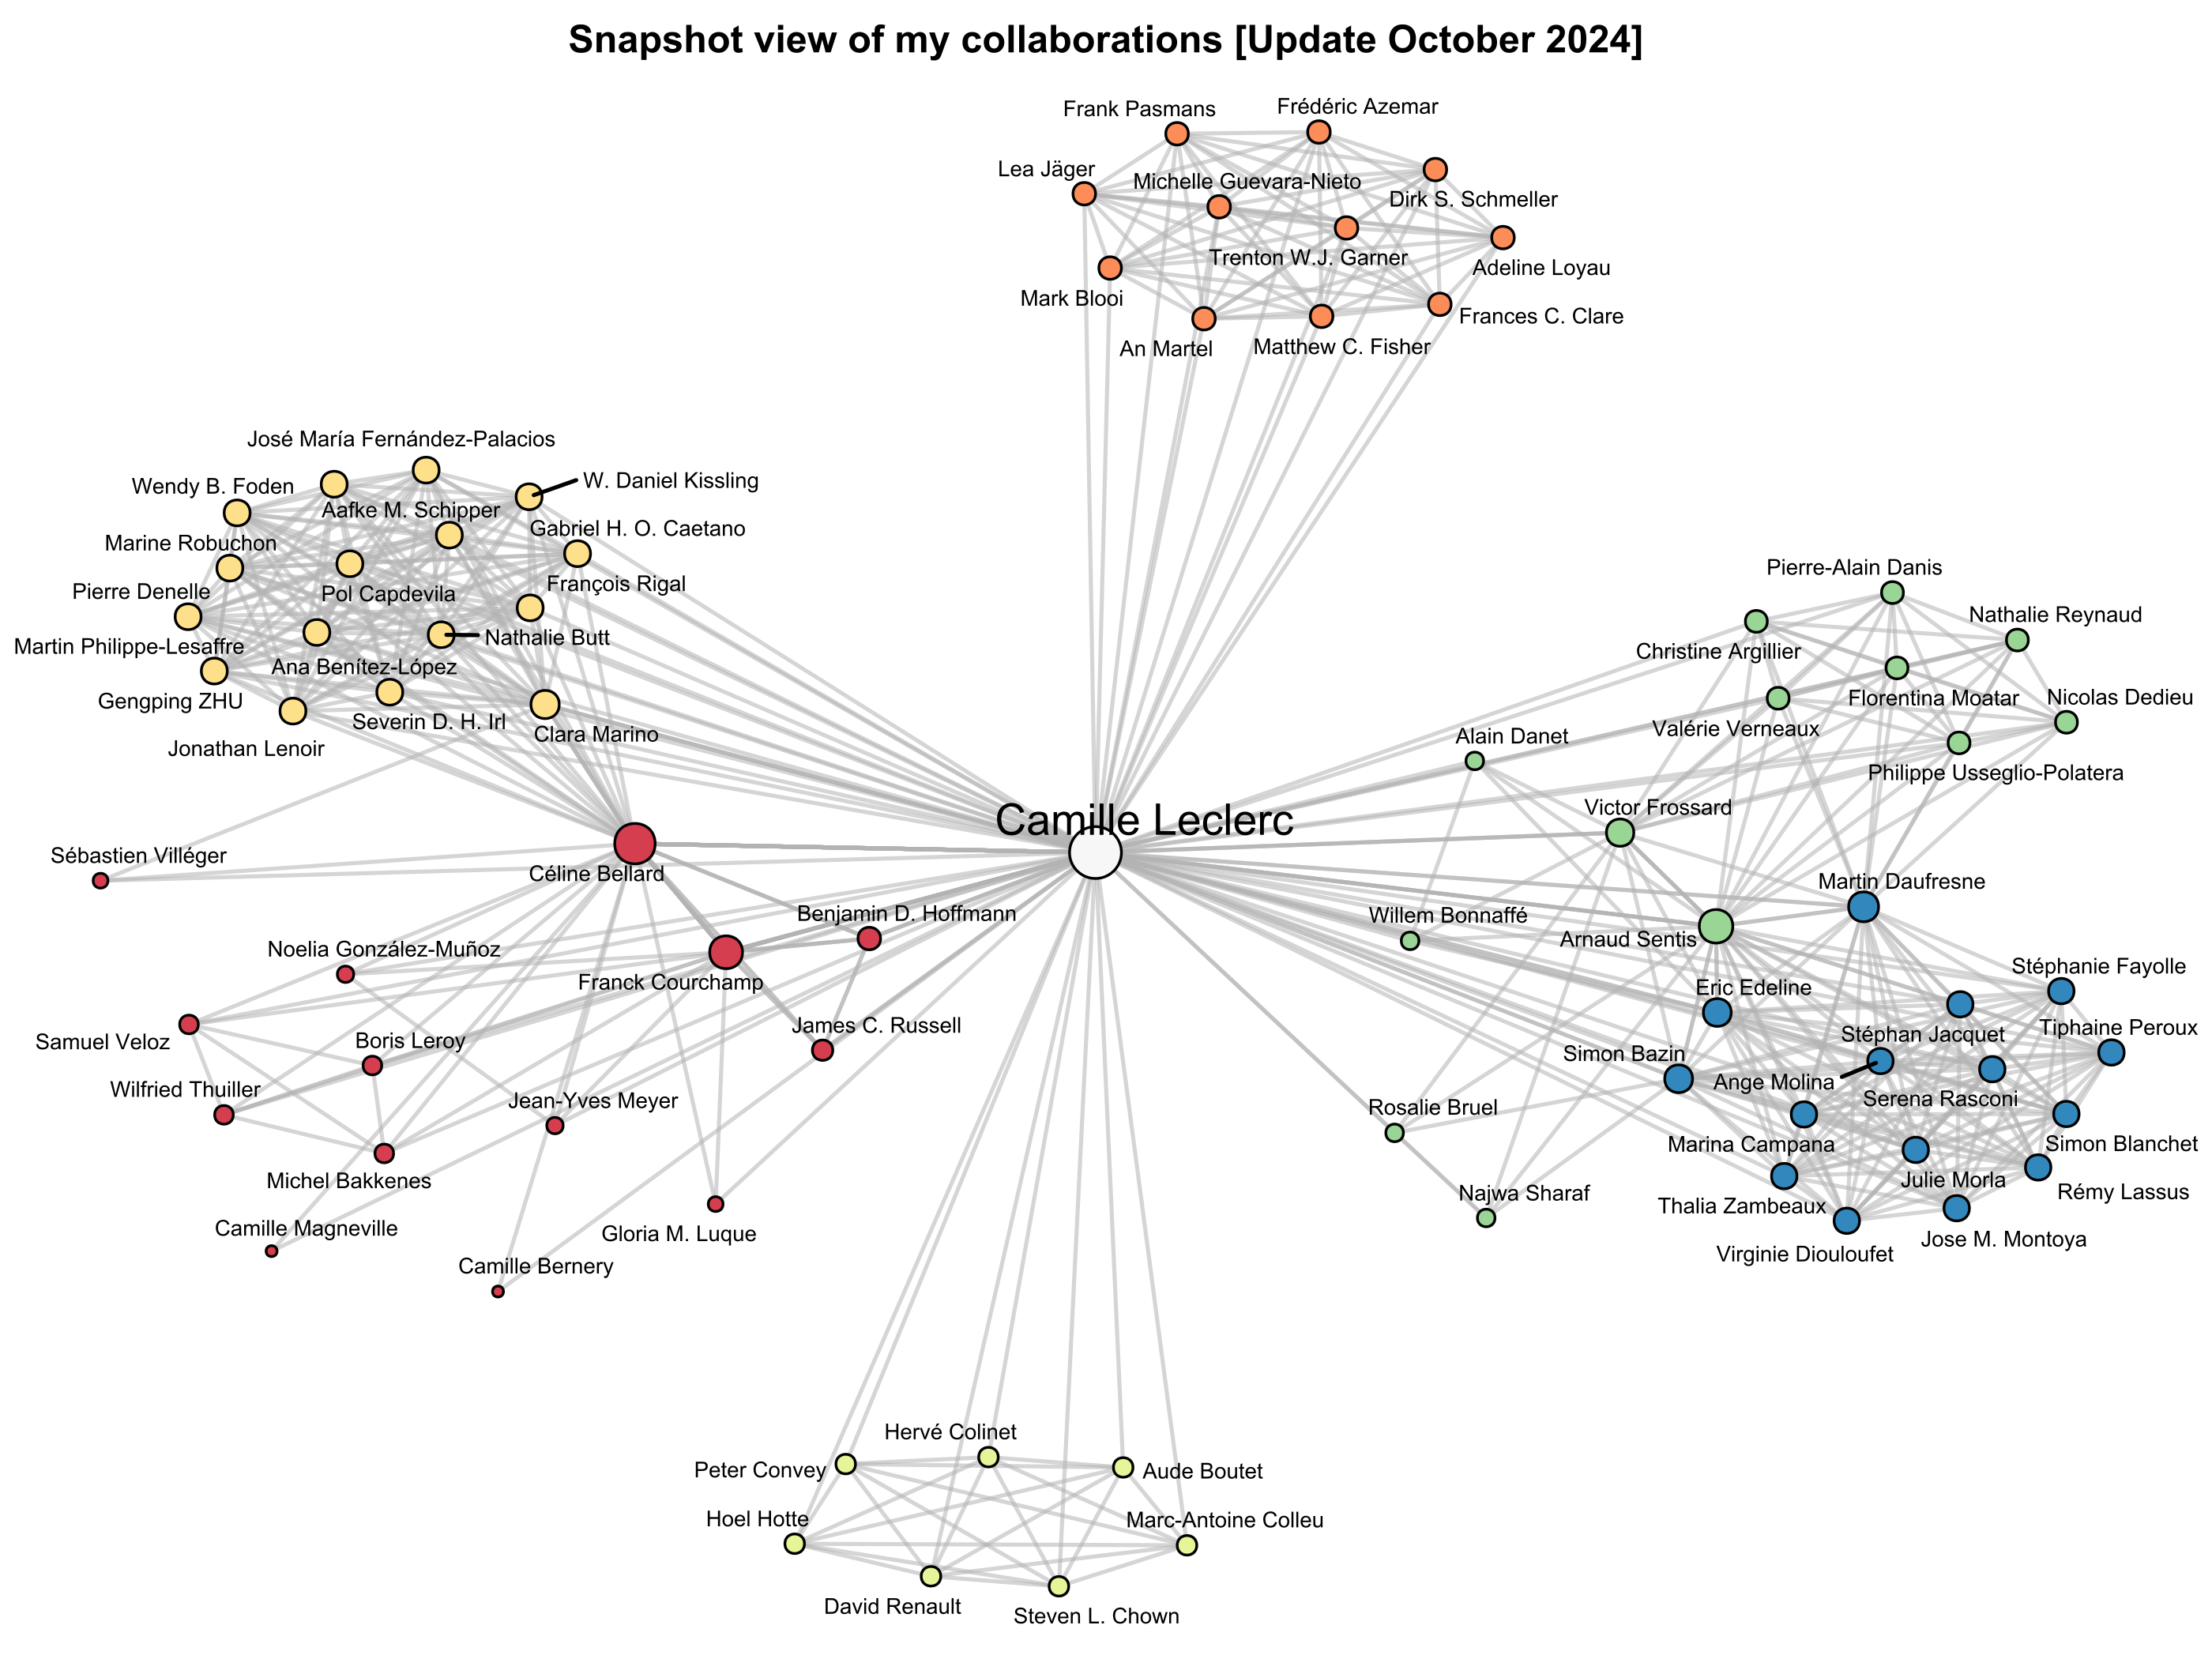 Snapshot view of my collaborations [Update October 2024]
Frank Pasmans
Frédéric Azemar
Lea Jäger
Michelle Guevara-Nieto
Dirk S. Schmeller
Trenton W.J. Garner
Adeline Loyau
Mark Blooi
Frances C. Clare
An Martel
Matthew C. Fisher
José María Fernández-Palacios
Wendy B. Foden
W. Daniel Kissling
Aafke M. Schipper
Gabriel H. O. Caetano
Marine Robuchon
François Rigal
Pierre Denelle
Pol Capdevila
Nathalie Butt
Martin Philippe-Lesaffre
Ana Benítez-López
Gengping ZHU
Severin D. H. Irl
Clara Marino
Jonathan Lenoir
Pierre-Alain Danis
Nathalie Reynaud
Christine Argillier
Florentina Moatar
Nicolas Dedieu
Valérie Verneaux
Alain Danet
Philippe Usseglio-Polatera
Victor Frossard
Camille Leclerc
Sébastien Villéger
Céline Bellard
Martin Daufresne
Benjamin D. Hoffmann
Willem Bonnaffé
Arnaud Sentis
Noelia González-Muñoz
Franck Courchamp
Stéphanie Fayolle
Eric Edeline
Samuel Veloz
Boris Leroy
James C. Russell
Stéphan Jacquet
Tiphaine Peroux
Simon Bazin
Ange Molina
Wilfried Thuiller
Jean-Yves Meyer
Rosalie Bruel
Serena Rasconi
Marina Campana
Simon Blanchet
Michel Bakkenes
Najwa Sharaf
Julie Morla
Rémy Lassus
Thalia Zambeaux
Camille Magneville
Gloria M. Luque
Virginie Diouloufet
Jose M. Montoya
Camille Bernery
Hervé Colinet
Peter Convey
Aude Boutet
Hoel Hotte
Marc-Antoine Colleu
David Renault
Steven L. Chown